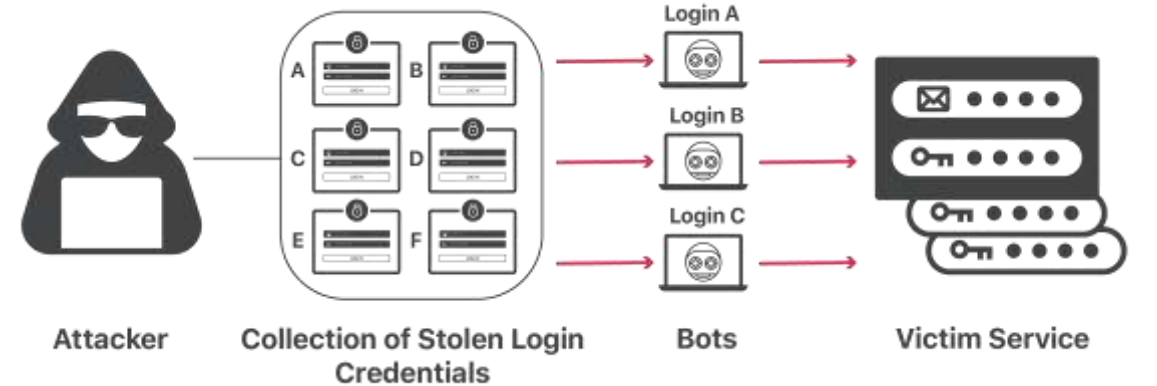 Login A
A
B
Login B
C
D
Login C
E
F
Attacker
Collection of Stolen Login
Credentials
Bots
Victim Service